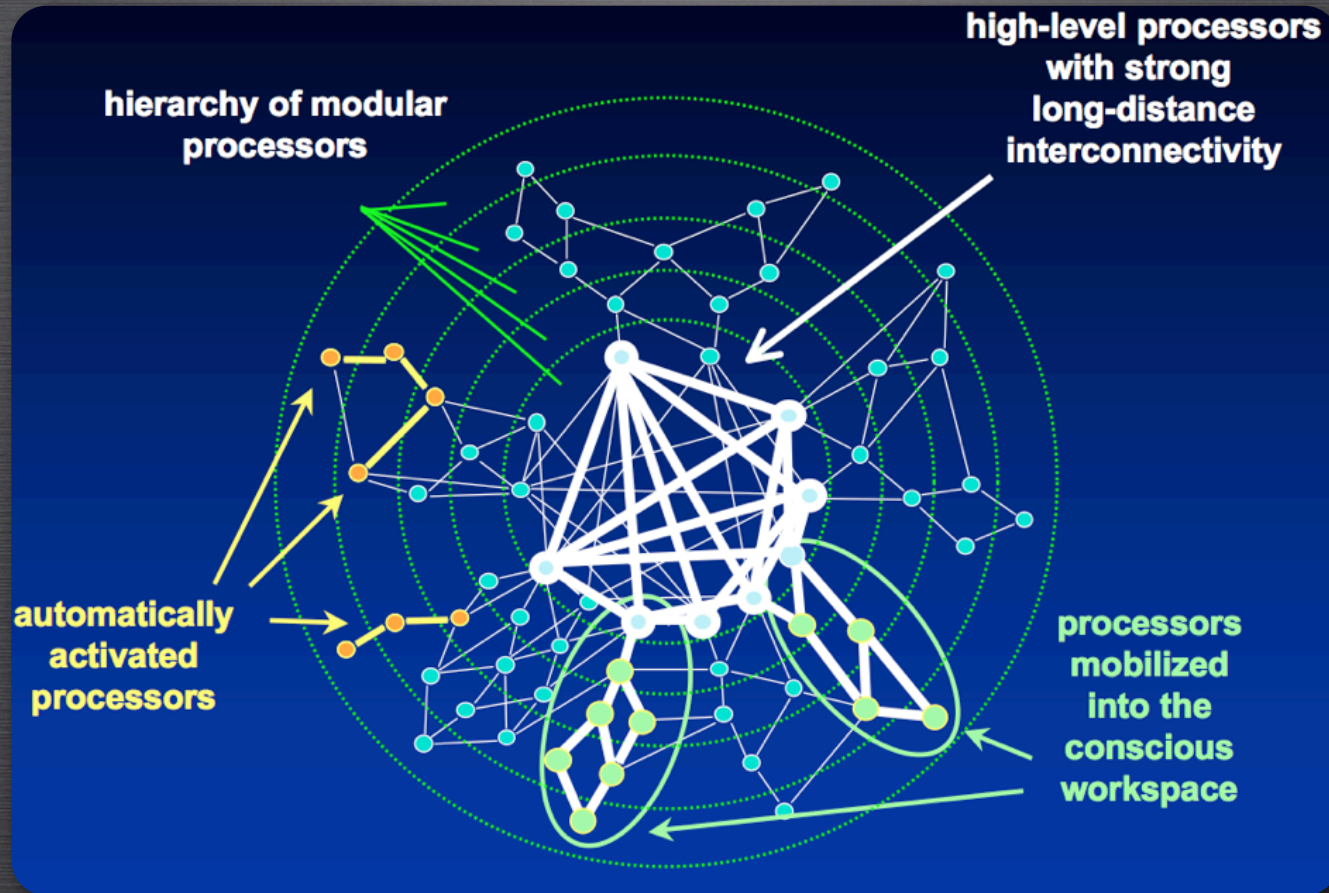 high-level processors
with strong
long-distance
interconnectivity
hierarchy of modular
processors
automatically
activated
processors
processors
mobilized
into the
conscious
workspace